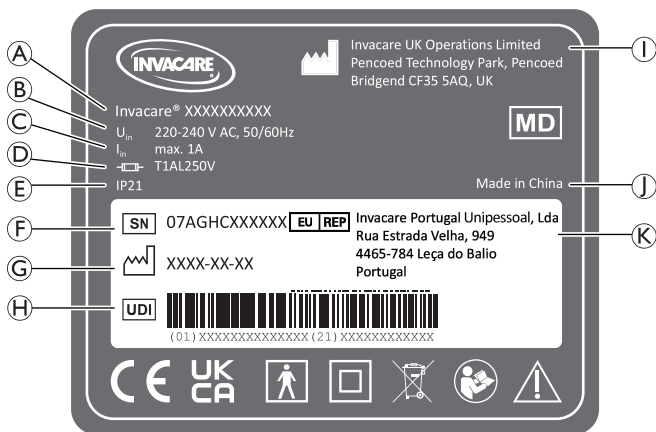 A
INVACARE
Invacare UK Operations Limited
Pencoed Technology Park, Pencoed
Bridgend CF35 5AQ, UK
I
B
Invacare® XXXXXXXXXX
MD
C
Uin 220-240 V AC, 50/60Hz
Iin max. 1A
D
T1AL250V
E
IP21
Made in China
J
F
SN 07AGHCXXXXXX EU REP
Invacare Portugal Unipessoal, Lda
Rua Estrada Velha, 949
4465-784 Leça do Balio
Portugal
K
G
XXXX-XX-XX
H
UDI
(01)XXXXXXXXXXXXXX(21)XXXXXXXXXXXX
CE
UK
CA